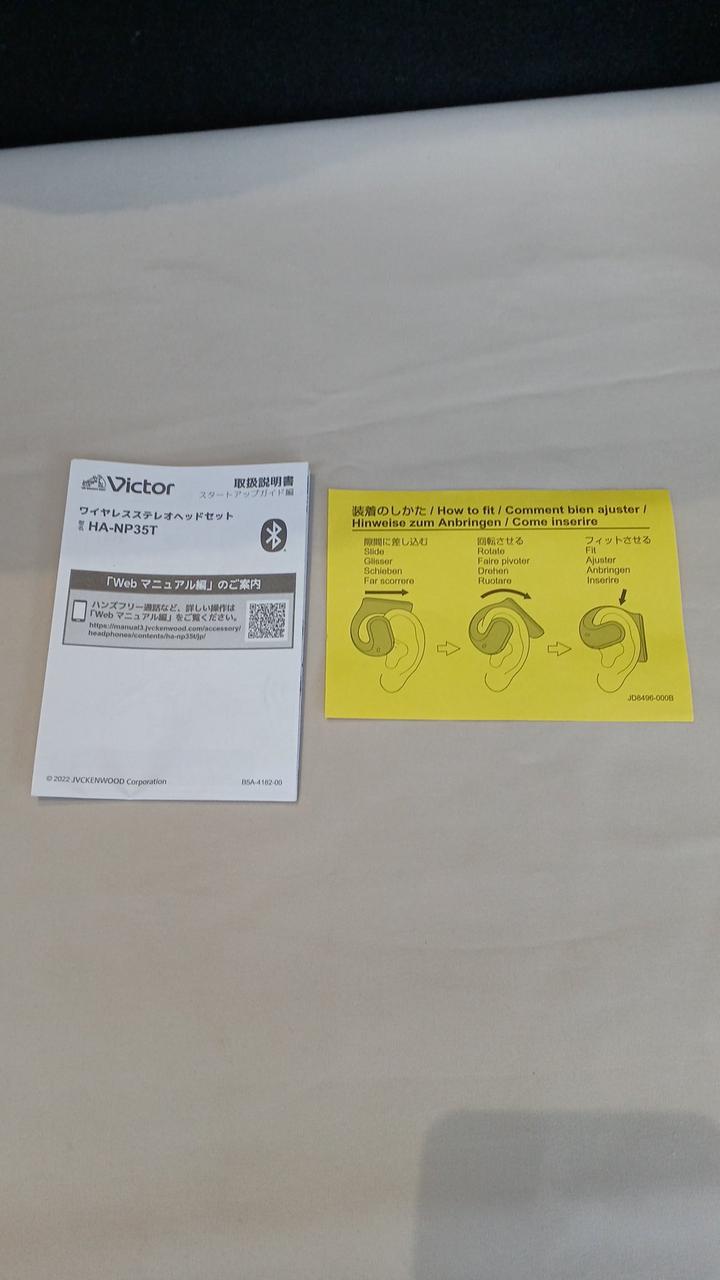 Victor
取扱説明書
スタートアップガイド編
ワイヤレスステレオヘッドセット
型名 HA-NP35T
「Web マニュアル編」のご案内
ハンズフリー通話など、詳しい操作は
「Web マニュアル編」をご覧ください。
https://manual3.jvckenwood.com/accessory/
headphones/contents/ha-np35t/jp/
© 2022 JVCKENWOOD Corporation
B5A-4182-00
装着のしかた / How to fit / Comment bien ajuster /
Hinweise zum Anbringen / Come inserire
隙間に差し込む
Slide
Glisser
Schieben
Far scorrere
回転させる
Rotate
Faire pivoter
Drehen
Ruotare
フィットさせる
Fit
Ajuster
Anbringen
Inserire
JD8496-000B